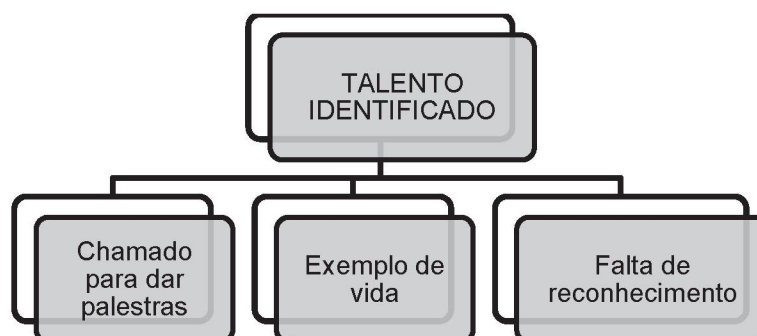 TALENTO
IDENTIFICADO
Chamado
para dar
palestras
Exemplo de
vida
Falta de
reconhecimento